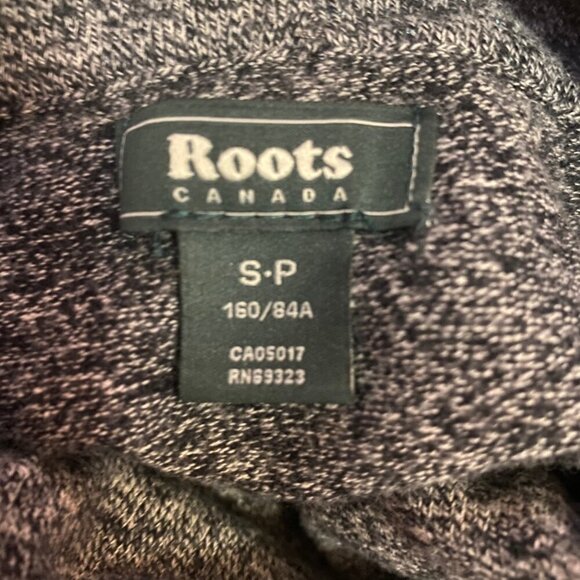 Roots
CANADA
S·P
160/84A
CA05017
RN69323